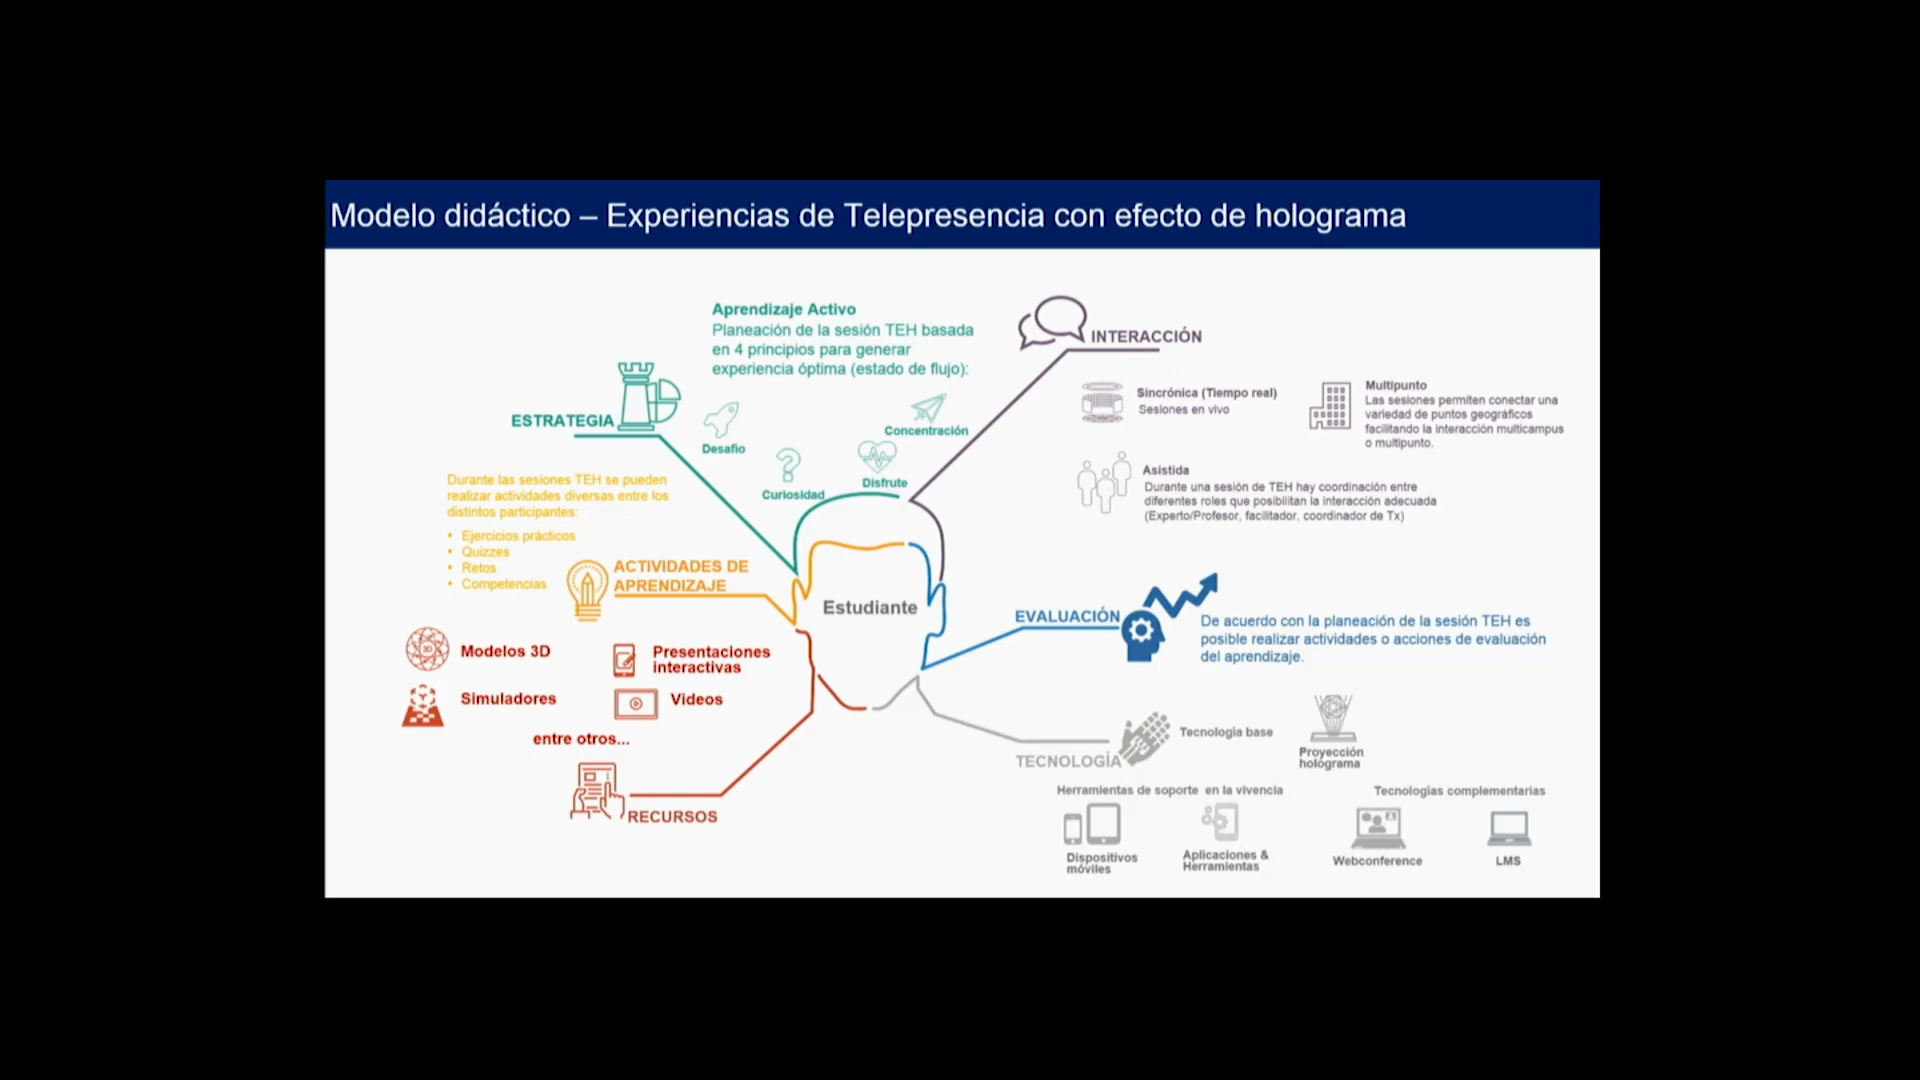 Modelo didáctico – Experiencias de Telepresencia con efecto de holograma
Aprendizaje Activo
Planeación de la sesión TEH basada
en 4 principios para generar
experiencia óptima (estado de flujo):
ESTRATEGIA
Desafio
Curiosidad
Disfrute
Concentración
INTERACCIÓN
Sincrónica (Tiempo real)
Sesiones en vivo
Multipunto
Las sesiones permiten conectar una
variedad de puntos geográficos
facilitando la interacción multicampus
o multipunto.
Asistida
Durante una sesión de TEH hay coordinación entre
diferentes roles que posibilitan la interacción adecuada
(Experto/Profesor, facilitador, coordinador de Tx)
Durante las sesiones TEH se pueden
realizar actividades diversas entre los
distintos participantes:
• Ejercicios prácticos
• Quizzes
• Retos
• Competencias
ACTIVIDADES DE
APRENDIZAJE
Estudiante
EVALUACIÓN
De acuerdo con la planeación de la sesión TEH es
posible realizar actividades o acciones de evaluación
del aprendizaje.
3D
Modelos 3D
Presentaciones
interactivas
Simuladores
Videos
entre otros...
RECURSOS
TECNOLOGÍA
Tecnologia base
Proyección
holograma
Herramientas de soporte en la vivencia
Tecnologias complementarias
Dispositivos
móviles
Aplicaciones &
Herramientas
Webconference
LMS